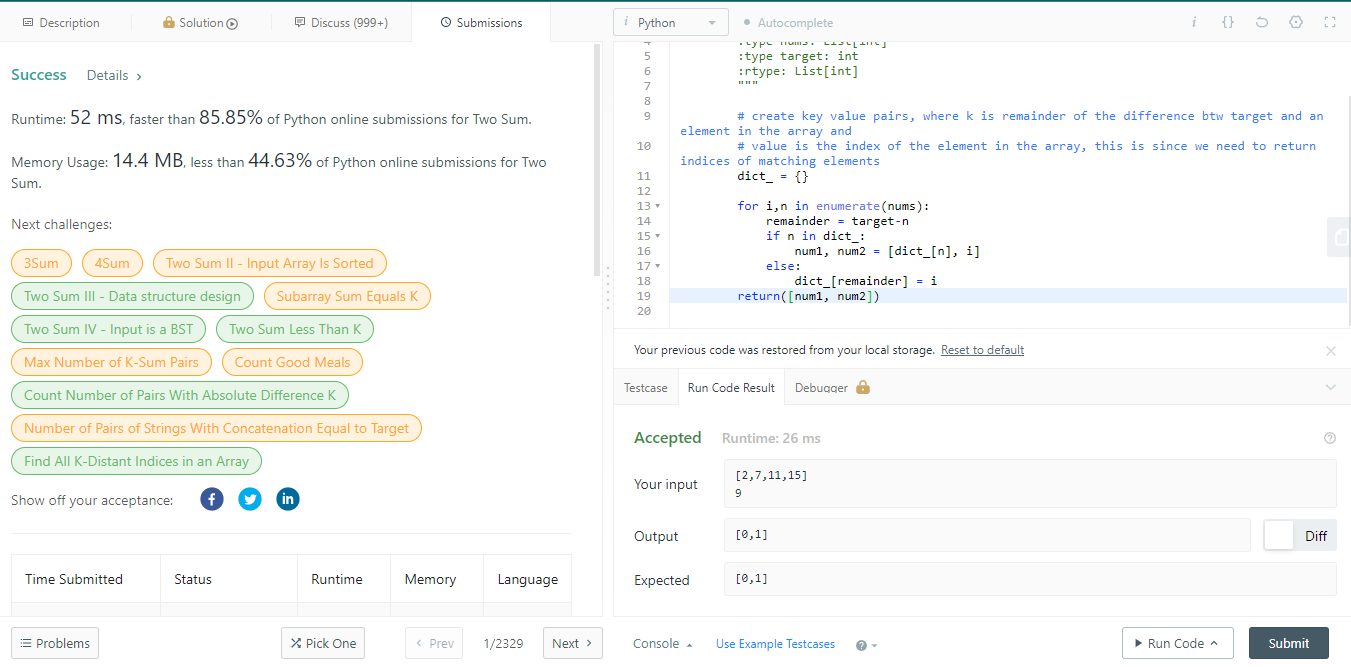 Description
Solution
Discuss (999+)
Submissions
Success
Details
Runtime: 52 ms, faster than 85.85% of Python online submissions for Two Sum.
Memory Usage: 14.4 MB, less than 44.63% of Python online submissions for Two
Sum.
Next challenges:
3Sum
4Sum
Two Sum II - Input Array Is Sorted
Two Sum III - Data structure design
Subarray Sum Equals K
Two Sum IV - Input is a BST
Two Sum Less Than K
Max Number of K-Sum Pairs
Count Good Meals
Count Number of Pairs With Absolute Difference K
Number of Pairs of Strings With Concatenation Equal to Target
Find All K-Distant Indices in an Array
Show off your acceptance:
Time Submitted
Status
Runtime
Memory
Language
Problems
Pick One
< Prev
1/2329
Next >
i Python
Autocomplete
i {}
4 :type nums: List[int]
5 :type target: int
6 :rtype: List[int]
7 """
8
9 # create key value pairs, where k is remainder of the difference btw target and an
element in the array and
10 # value is the index of the element in the array, this is since we need to return
indices of matching elements
11 dict_ = {}
12
13 for i,n in enumerate(nums):
14 remainder = target-n
15 if n in dict_:
16 num1, num2 = [dict_[n], i]
17 else:
18 dict_[remainder] = i
19 return([num1, num2])
20
Your previous code was restored from your local storage. Reset to default
Testcase
Run Code Result
Debugger
Accepted
Runtime: 26 ms
Your input
[2,7,11,15]
9
Output
[0,1]
Diff
Expected
[0,1]
Console
Use Example Testcases
Run Code
Submit